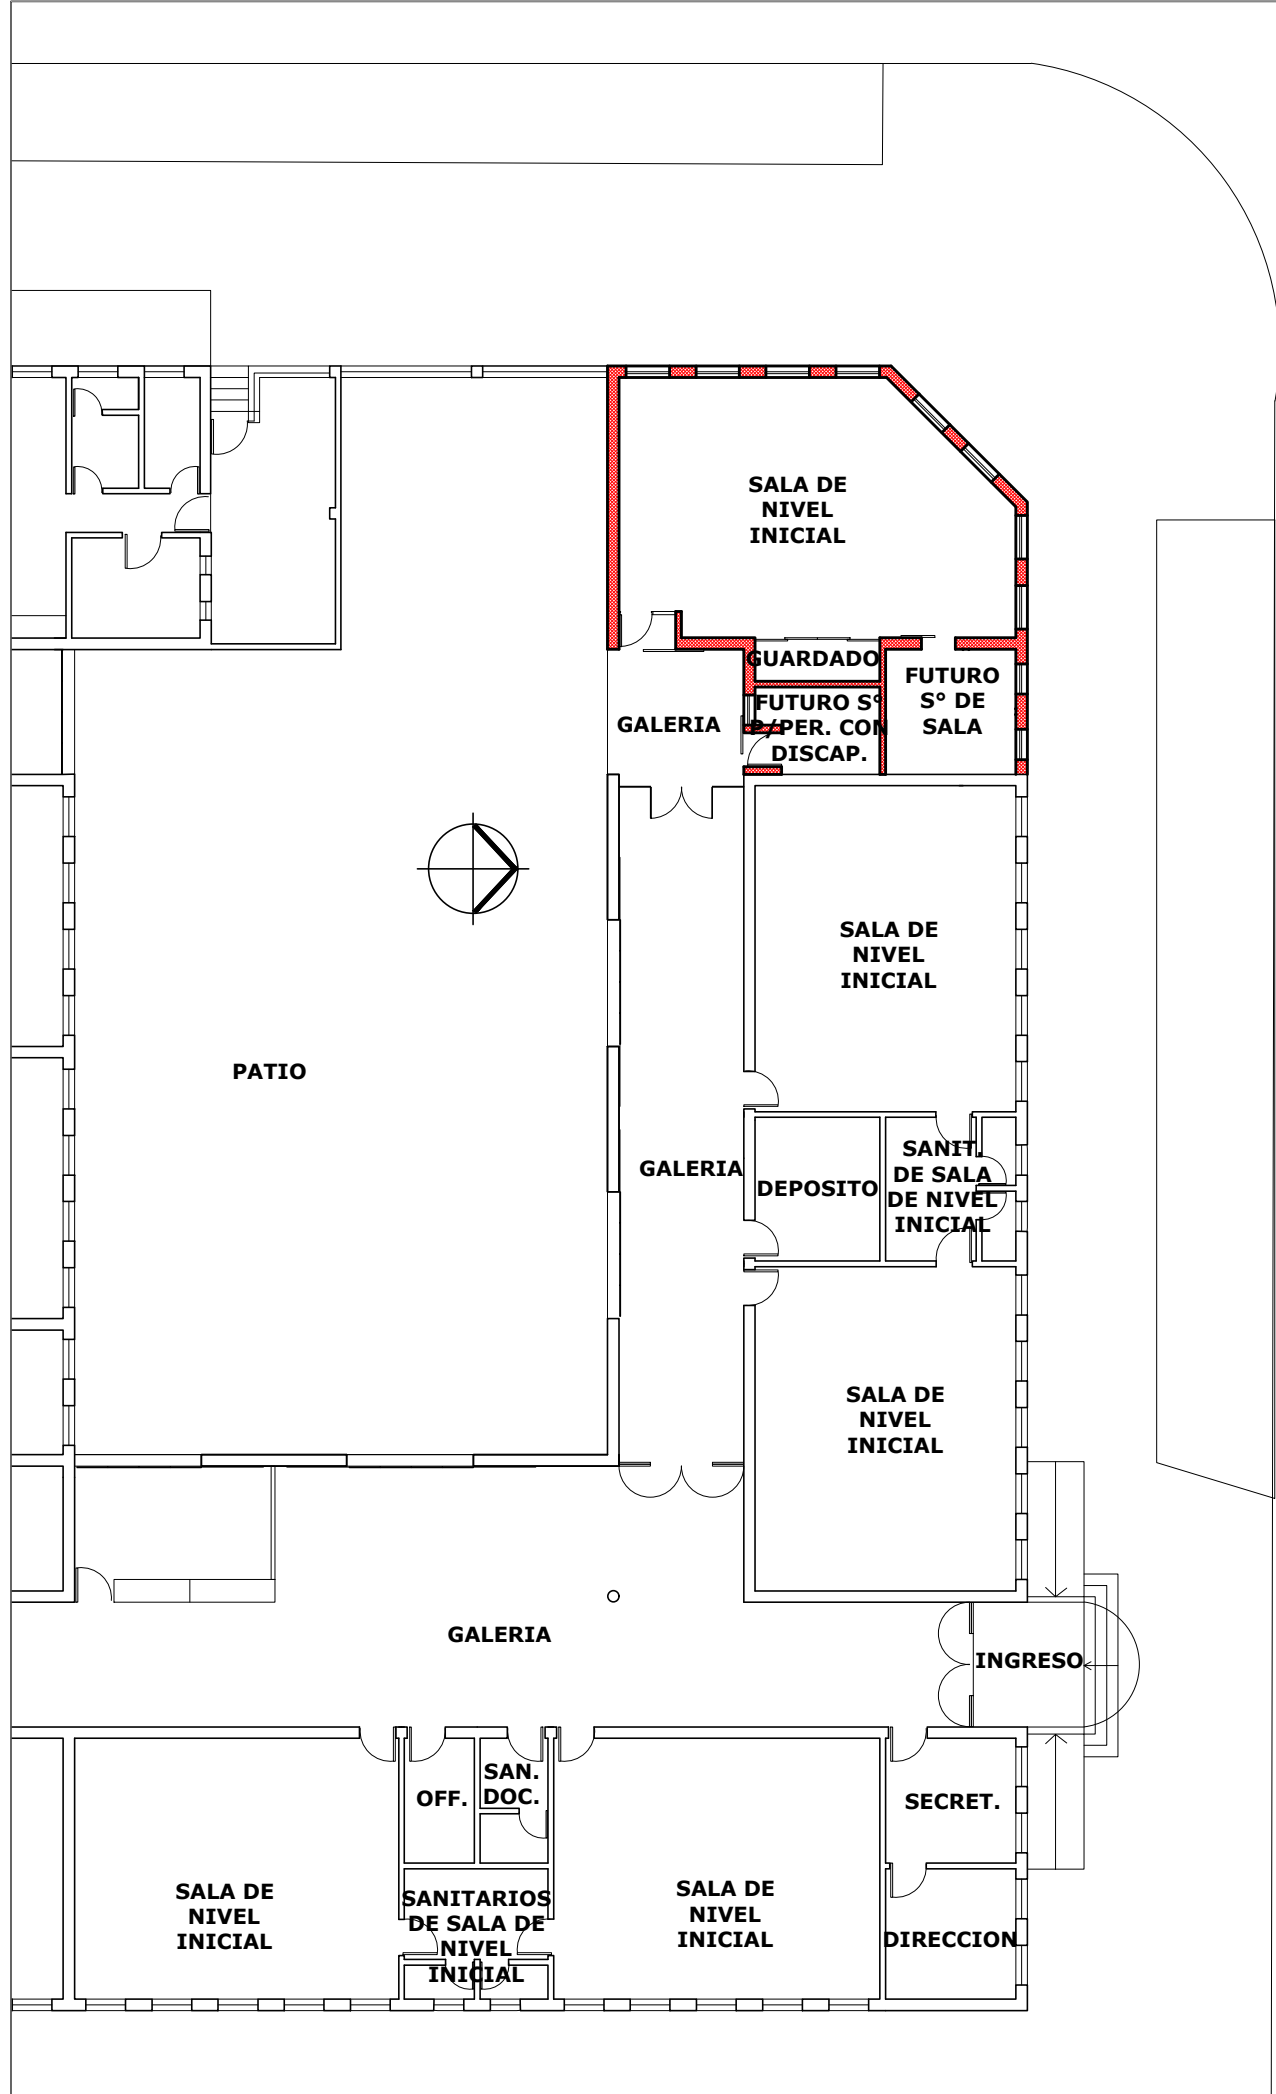 SALA DE
NIVEL
INICIAL
GUARDADO
FUTURO
S° DE
SALA
FUTURO S°
P/PER. CON
DISCAP.
GALERIA
SALA DE
NIVEL
INICIAL
PATIO
GALERIA
DEPOSITO
SANIT.
DE SALA
DE NIVEL
INICIAL
SALA DE
NIVEL
INICIAL
GALERIA
INGRESO
OFF.
SAN.
DOC.
SECRET.
SALA DE
NIVEL
INICIAL
SANITARIOS
DE SALA DE
NIVEL
INICIAL
SALA DE
NIVEL
INICIAL
DIRECCION